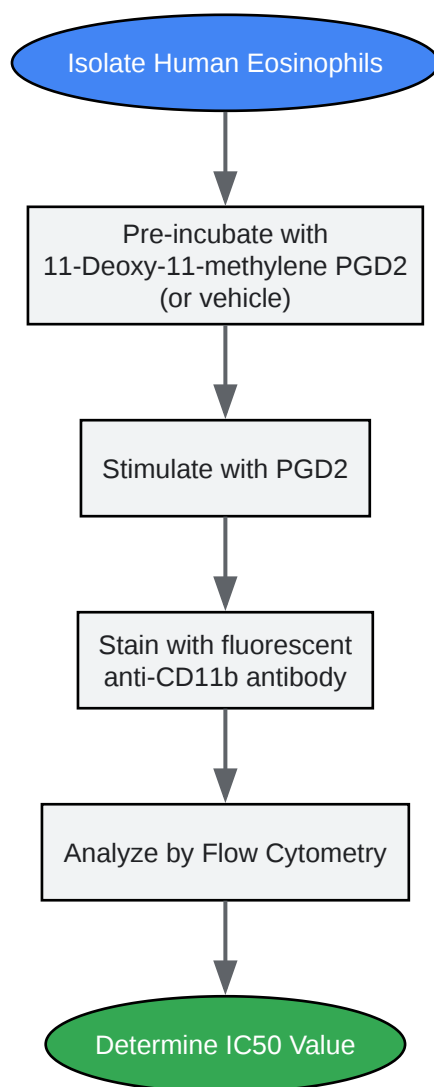 Isolate Human Eosinophils
Pre-incubate with
11-Deoxy-11-methylene PGD2
(or vehicle)
Stimulate with PGD2
Stain with fluorescent
anti-CD11b antibody
Analyze by Flow Cytometry
Determine IC50 Value